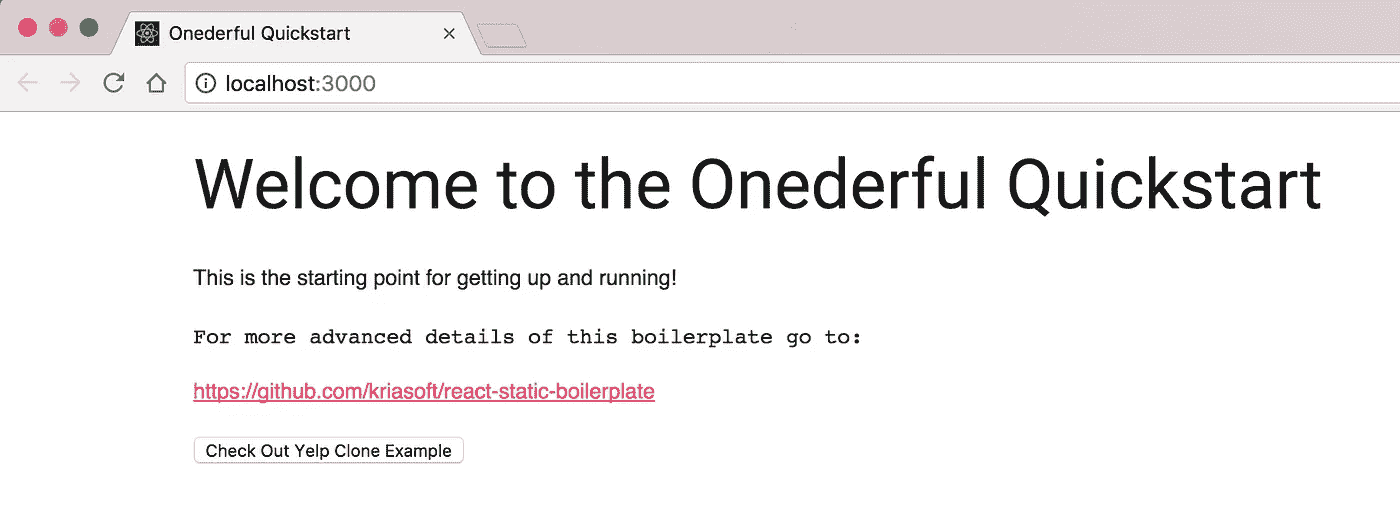 Onederful Quickstart
localhost:3000
Welcome to the Onederful Quickstart
This is the starting point for getting up and running!
For more advanced details of this boilerplate go to:
https://github.com/kriasoft/react-static-boilerplate
Check Out Yelp Clone Example